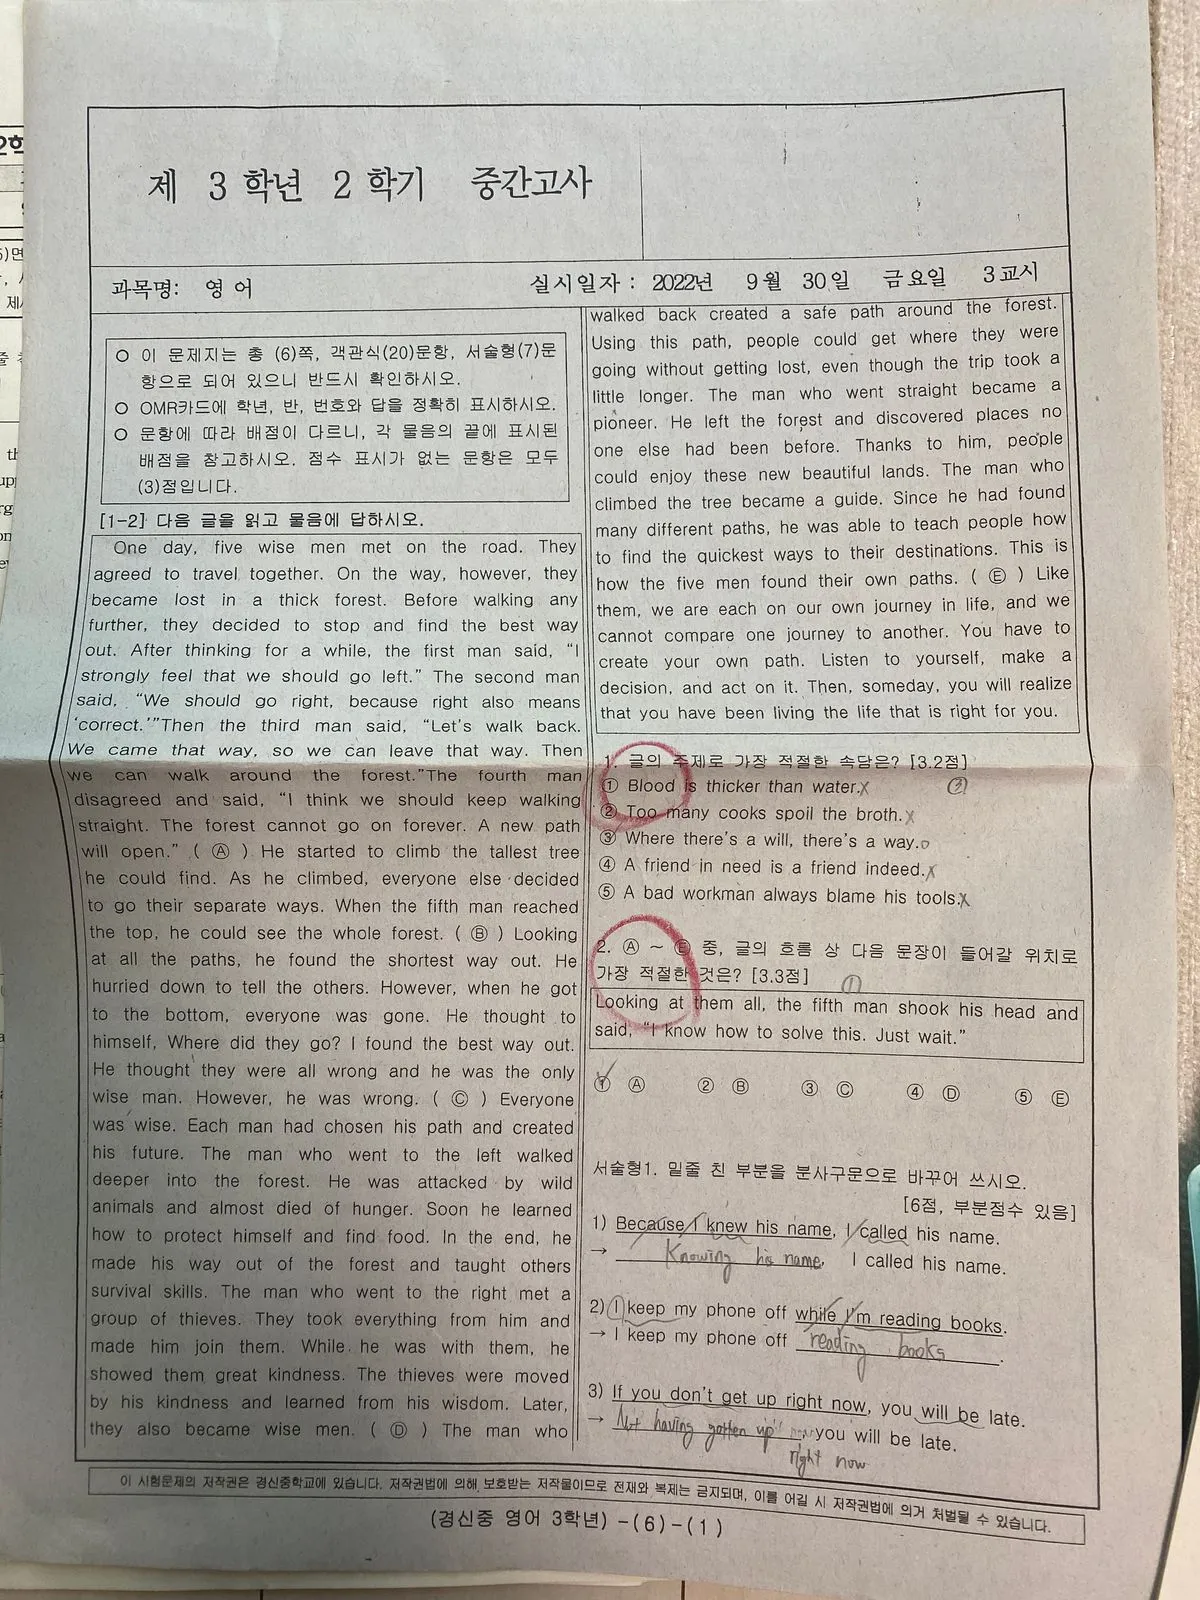 제 3 학년 2 학기 중간고사
과목명: 영 어
실시일자 : 2022년 9월 30일 금요일 3교시
○ 이 문제지는 총 (6)쪽, 객관식(20)문항, 서술형(7)문
항으로 되어 있으니 반드시 확인하시오.
○ OMR카드에 학년, 반, 번호와 답을 정확히 표시하시오.
○ 문항에 따라 배점이 다르니, 각 물음의 끝에 표시된
배점을 참고하시오. 점수 표시가 없는 문항은 모두
(3)점입니다.
[1-2] 다음 글을 읽고 물음에 답하시오.
One day, five wise men met on the road. They
agreed to travel together. On the way, however, they
became lost in a thick forest. Before walking any
further, they decided to stop and find the best way
out. After thinking for a while, the first man said, “I
strongly feel that we should go left.” The second man
said, “We should go right, because right also means
‘correct.’”Then the third man said, “Let's walk back.
We came that way, so we can leave that way. Then
we can walk around the forest.”The fourth man
disagreed and said, “I think we should keep walking
straight. The forest cannot go on forever. A new path
will open.” ( Ⓐ ) He started to climb the tallest tree
he could find. As he climbed, everyone else decided
to go their separate ways. When the fifth man reached
the top, he could see the whole forest. ( Ⓑ ) Looking
at all the paths, he found the shortest way out. He
hurried down to tell the others. However, when he got
to the bottom, everyone was gone. He thought to
himself, Where did they go? I found the best way out.
He thought they were all wrong and he was the only
wise man. However, he was wrong. ( Ⓒ ) Everyone
was wise. Each man had chosen his path and created
his future. The man who went to the left walked
deeper into the forest. He was attacked by wild
animals and almost died of hunger. Soon he learned
how to protect himself and find food. In the end, he
made his way out of the forest and taught others
survival skills. The man who went to the right met a
group of thieves. They took everything from him and
made him join them. While he was with them, he
showed them great kindness. The thieves were moved
by his kindness and learned from his wisdom. Later,
they also became wise men. ( Ⓓ ) The man who
walked back created a safe path around the forest.
Using this path, people could get where they were
going without getting lost, even though the trip took a
little longer. The man who went straight became a
pioneer. He left the forest and discovered places no
one else had been before. Thanks to him, people
could enjoy these new beautiful lands. The man who
climbed the tree became a guide. Since he had found
many different paths, he was able to teach people how
to find the quickest ways to their destinations. This is
how the five men found their own paths. ( Ⓔ ) Like
them, we are each on our own journey in life, and we
cannot compare one journey to another. You have to
create your own path. Listen to yourself, make a
decision, and act on it. Then, someday, you will realize
that you have been living the life that is right for you.
1. 글의 주제로 가장 적절한 속담은? [3.2점]
① Blood is thicker than water.x ③
② Too many cooks spoil the broth.x
③ Where there's a will, there's a way.o
④ A friend in need is a friend indeed.x
⑤ A bad workman always blame his tools.x
2. Ⓐ ~ Ⓔ 중, 글의 흐름 상 다음 문장이 들어갈 위치로
가장 적절한 것은? [3.3점]
①
Looking at them all, the fifth man shook his head and
said, “I know how to solve this. Just wait.”
① Ⓐ ② Ⓑ ③ Ⓒ ④ Ⓓ ⑤ Ⓔ
서술형1. 밑줄 친 부분을 분사구문으로 바꾸어 쓰시오.
[6점, 부분점수 있음]
1) Because I knew his name, I called his name.
→ Knowing his name, I called his name.
2) I keep my phone off while I'm reading books.
→ I keep my phone off reading books.
3) If you don't get up right now, you will be late.
→ Not having gotten up you will be late.
right now
이 시험문제의 저작권은 경신중학교에 있습니다. 저작권법에 의해 보호받는 저작물이므로 전재와 복제는 금지되며, 이를 어길 시 저작권법에 의거 처벌될 수 있습니다.
(경신중 영어 3학년) -(6)-(1)